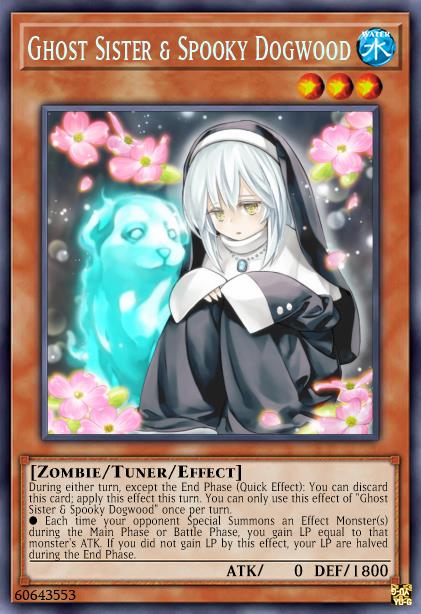 GHOST SISTER & SPOOKY DOGWOOD
WATER
水
[ZOMBIE/TUNER/EFFECT]
During either turn, except the End Phase (Quick Effect): You can discard
this card; apply this effect this turn. You can only use this effect of "Ghost
Sister & Spooky Dogwood" once per turn.
● Each time your opponent Special Summons an Effect Monster(s)
during the Main Phase or Battle Phase, you gain LP equal to that
monster's ATK. If you did not gain LP by this effect, your LP are halved
during the End Phase.
ATK/ 0 DEF/1800
60643553